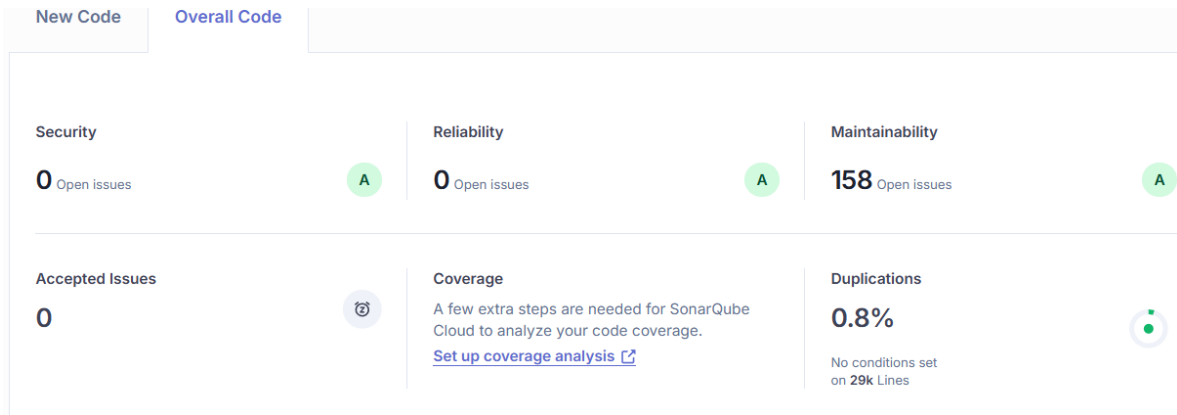 New Code
Overall Code
Security
0 Open issues
A
Reliability
0 Open issues
A
Maintainability
158 Open issues
A
Accepted Issues
0
Coverage
A few extra steps are needed for SonarQube
Cloud to analyze your code coverage.
Set up coverage analysis
Duplications
0.8%
No conditions set
on 29k Lines